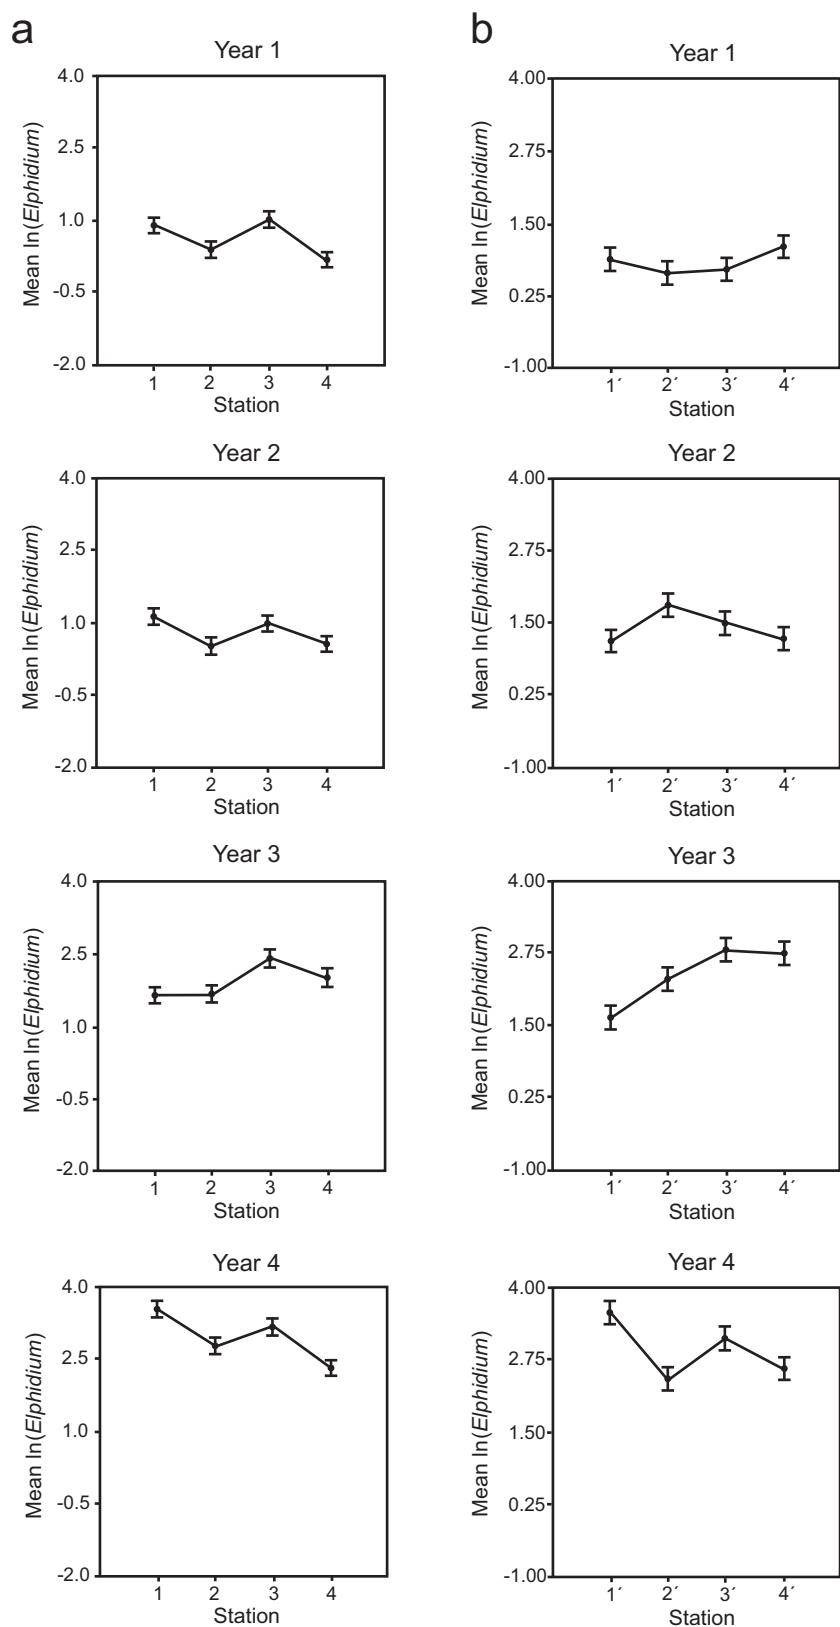 a
Year 1
4.0
2.5
1.0
-0.5
-2.0
Mean ln(Elphidium)
1 2 3 4
Station
Year 2
4.0
2.5
1.0
-0.5
-2.0
Mean ln(Elphidium)
1 2 3 4
Station
Year 3
4.0
2.5
1.0
-0.5
-2.0
Mean ln(Elphidium)
1 2 3 4
Station
Year 4
4.0
2.5
1.0
-0.5
-2.0
Mean ln(Elphidium)
1 2 3 4
Station
b
Year 1
4.00
2.75
1.50
0.25
-1.00
Mean ln(Elphidium)
1´ 2´ 3´ 4´
Station
Year 2
4.00
2.75
1.50
0.25
-1.00
Mean ln(Elphidium)
1´ 2´ 3´ 4´
Station
Year 3
4.00
2.75
1.50
0.25
-1.00
Mean ln(Elphidium)
1´ 2´ 3´ 4´
Station
Year 4
4.00
2.75
1.50
0.25
-1.00
Mean ln(Elphidium)
1´ 2´ 3´ 4´
Station